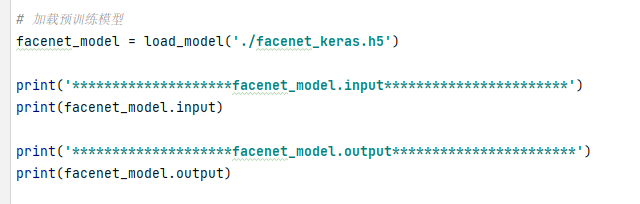 # 加载预训练模型
facenet_model = load_model('./facenet_keras.h5')
print('********************facenet_model.input***********************')
print(facenet_model.input)
print('********************facenet_model.output***********************')
print(facenet_model.output)